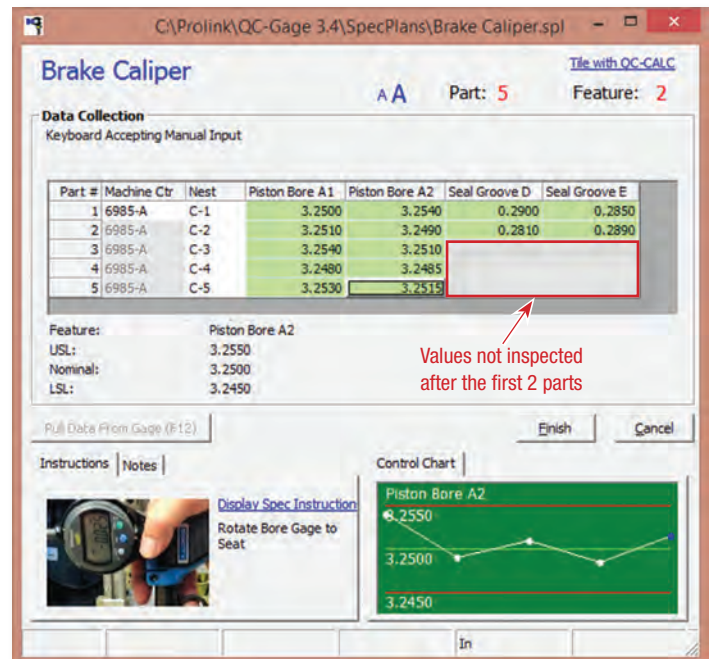 C:\Prolink\QC-Gage 3.4\SpecPlans\Brake Caliper.spl
Brake Caliper
Tile with QC-CALC
A A Part: 5 Feature: 2
Data Collection
Keyboard Accepting Manual Input
Part # Machine Ctr Nest Piston Bore A1 Piston Bore A2 Seal Groove D Seal Groove E
1 6985-A C-1 3.2500 3.2540 0.2900 0.2850
2 6985-A C-2 3.2510 3.2490 0.2810 0.2890
3 6985-A C-3 3.2540 3.2510
4 6985-A C-4 3.2480 3.2485
5 6985-A C-5 3.2530 3.2515
Feature: Piston Bore A2
USL: 3.2550
Nominal: 3.2500
LSL: 3.2450
Values not inspected
after the first 2 parts
Pull Data From Gage (F12) Finish Cancel
Instructions Notes Control Chart
Display Spec Instruction
Rotate Bore Gage to
Seat
Piston Bore A2
3.2550
3.2500
3.2450
In